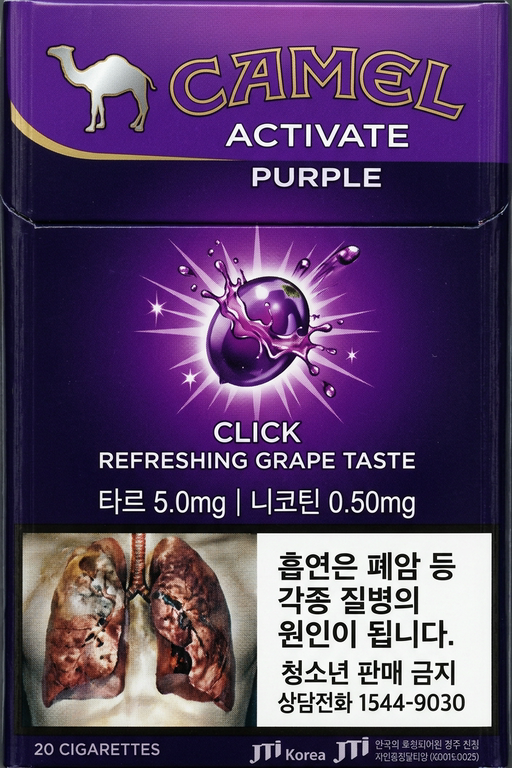 CAMEL
ACTIVATE
PURPLE
CLICK
REFRESHING GRAPE TASTE
타르 5.0mg | 니코틴 0.50mg
흡연은 폐암 등
각종 질병의
원인이 됩니다.
청소년 판매 금지
상담전화 1544-9030
20 CIGARETTES
JTi Korea JTi